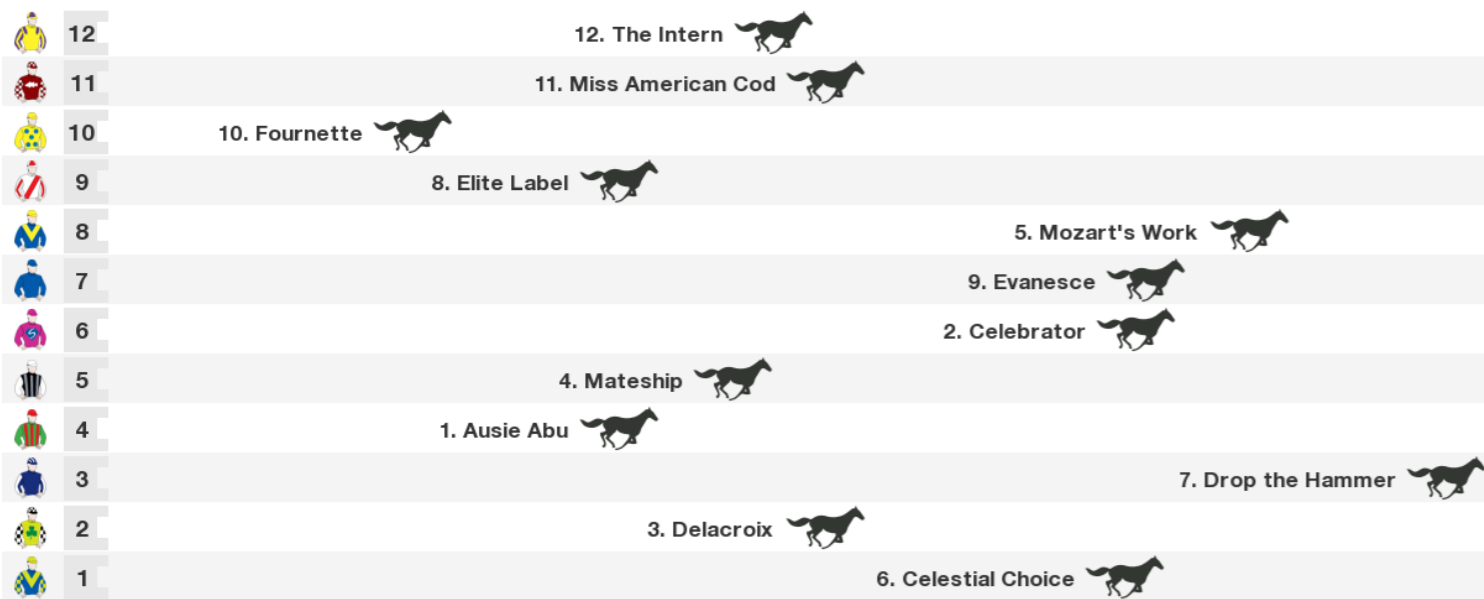 12 12. The Intern
11 11. Miss American Cod
10 10. Fournette
9 8. Elite Label
8 5. Mozart's Work
7 9. Evanesce
6 2. Celebrator
5 4. Mateship
4 1. Ausie Abu
3 7. Drop the Hammer
2 3. Delacroix
1 6. Celestial Choice